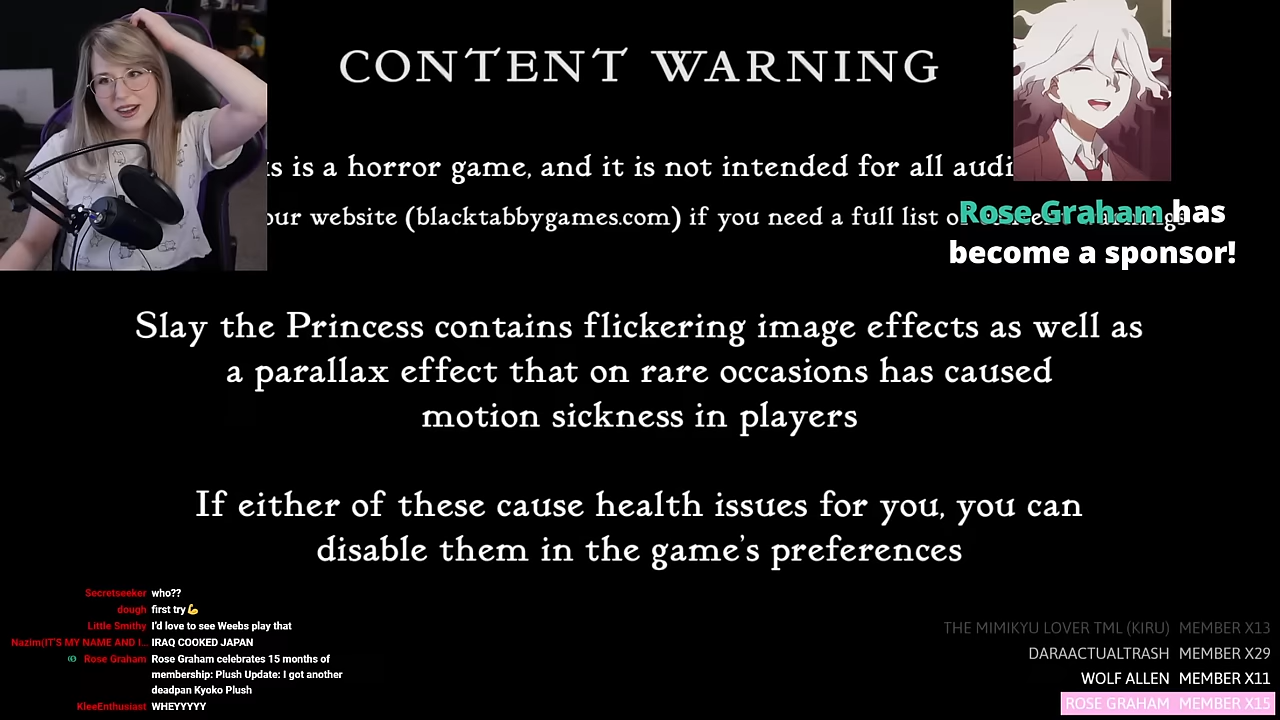 CONTENT WARNING
is a horror game, and it is not intended for all
our website (blacktabbygames.com) if you need a full list
Rose Graham has
become a sponsor!
Slay the Princess contains flickering image effects as well as
a parallax effect that on rare occasions has caused
motion sickness in players
If either of these cause health issues for you, you can
disable them in the game's preferences
Secretseeker who??
dough first try💪
Little Smithy I'd love to see Weebs play that
Nazim(IT'S MY NAME AND I... IRAQ COOKED JAPAN
Rose Graham Rose Graham celebrates 15 months of
membership: Plush Update: I got another
deadpan Kyoko Plush
KleeEnthusiast WHEYYYYY
THE MIMIKYU LOVER TML (KIRU) MEMBER X13
DARAACTUALTRASH MEMBER X29
WOLF ALLEN MEMBER X11
ROSE GRAHAM MEMBER X15